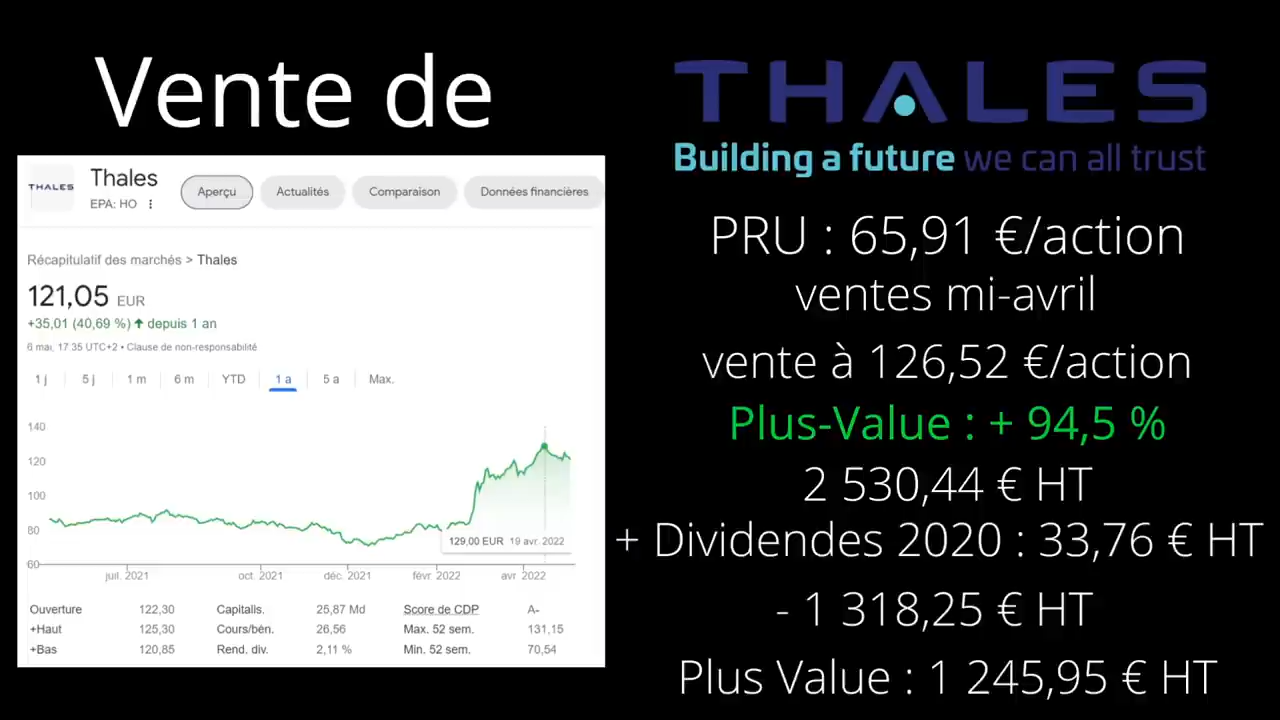 Vente de
THALES
Building a future we can all trust
THALES
Thales
EPA: HO
Aperçu
Actualités
Comparaison
Données financières
Récapitulatif des marchés > Thales
121,05 EUR
+35,01 (40,69 %) ↑ depuis 1 an
6 mai, 17:35 UTC+2 • Clause de non-responsabilité
1 j 5 j 1 m 6 m YTD 1 a 5 a Max.
140
120
100
80
60
129,00 EUR 19 avr. 2022
juil. 2021 oct. 2021 déc. 2021 févr. 2022 avr. 2022
Ouverture 122,30 Capitalis. 25,87 Md Score de CDP A-
+Haut 125,30 Cours/bén. 26,56 Max. 52 sem. 131,15
+Bas 120,85 Rend. div. 2,11 % Min. 52 sem. 70,54
PRU : 65,91 €/action
ventes mi-avril
vente à 126,52 €/action
Plus-Value : + 94,5 %
2 530,44 € HT
+ Dividendes 2020 : 33,76 € HT
- 1 318,25 € HT
Plus Value : 1 245,95 € HT